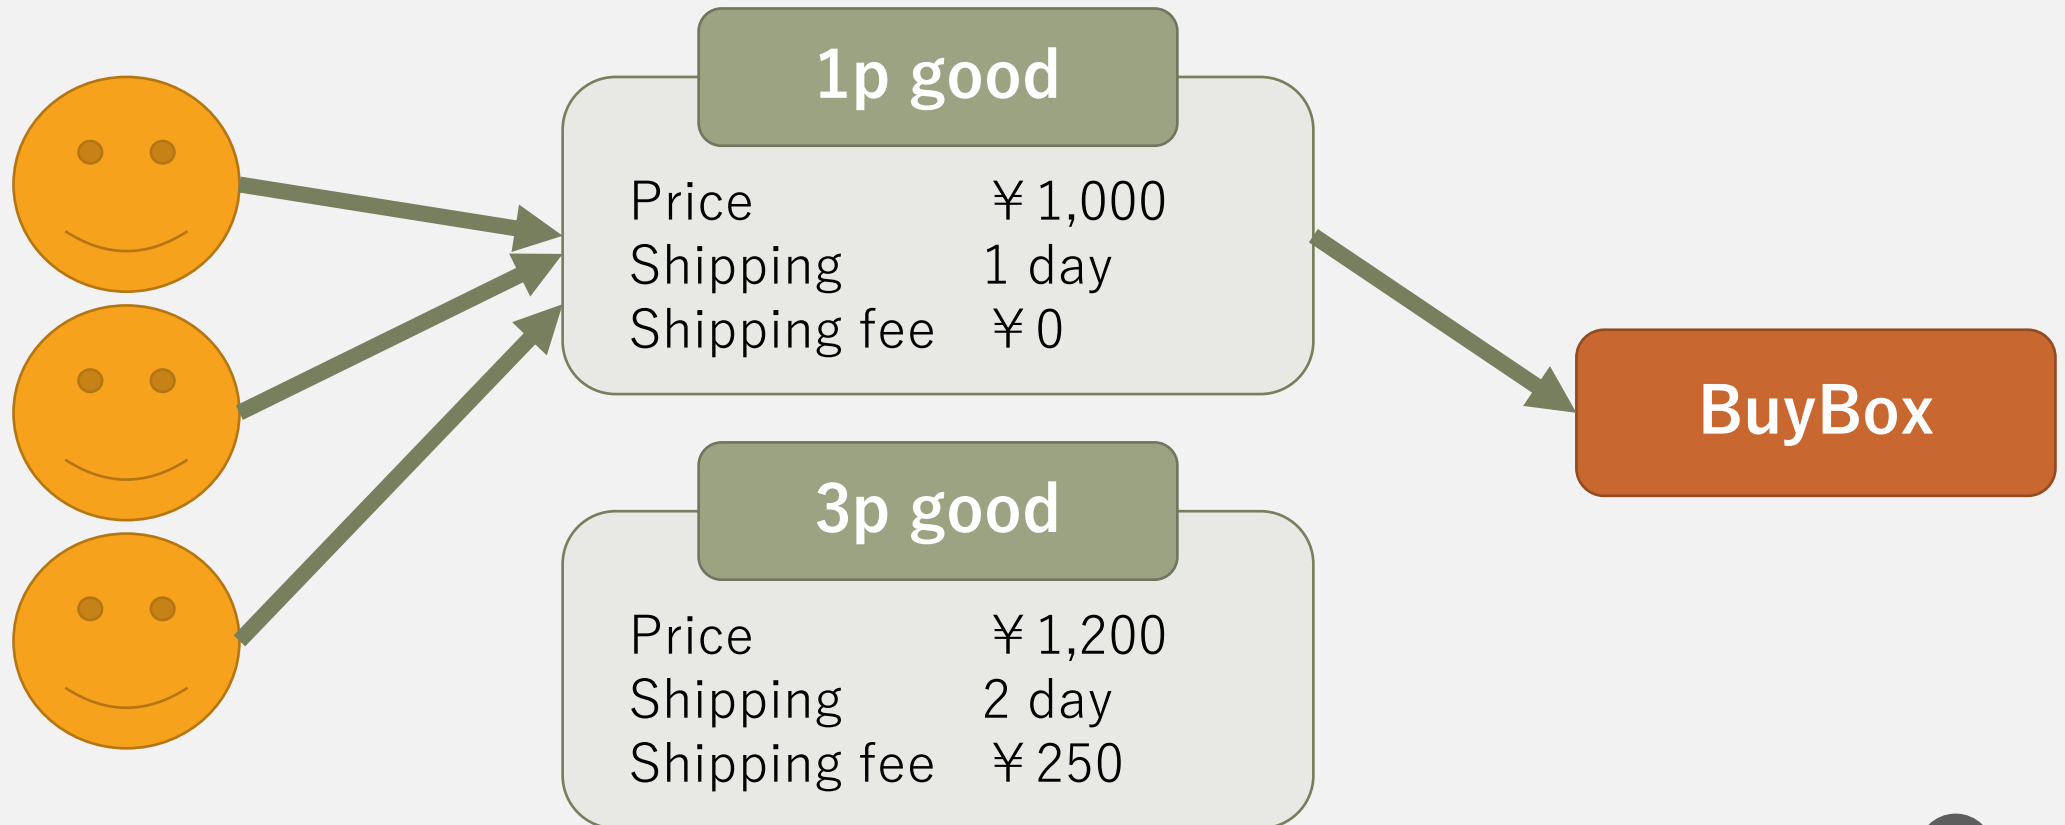 1p good
Price ￥1,000
Shipping 1 day
Shipping fee ￥0
BuyBox
3p good
Price ￥1,200
Shipping 2 day
Shipping fee ￥250